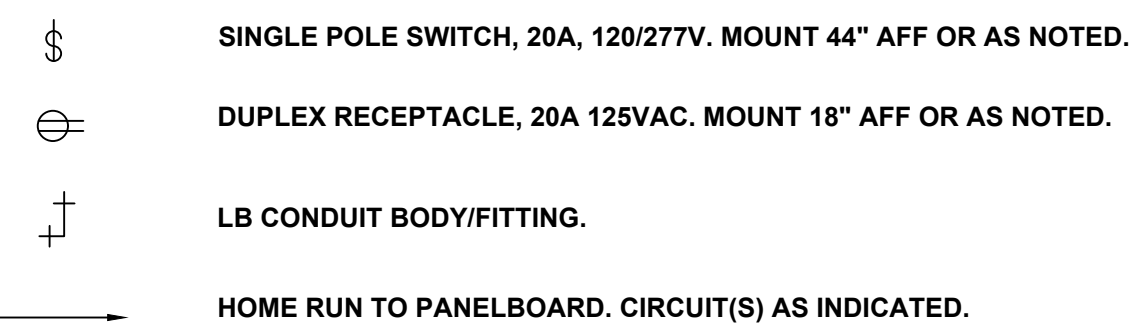 SINGLE POLE SWITCH, 20A, 120/277V. MOUNT 44" AFF OR AS NOTED.
DUPLEX RECEPTACLE, 20A 125VAC. MOUNT 18" AFF OR AS NOTED.
LB CONDUIT BODY/FITTING.
HOME RUN TO PANELBOARD. CIRCUIT(S) AS INDICATED.